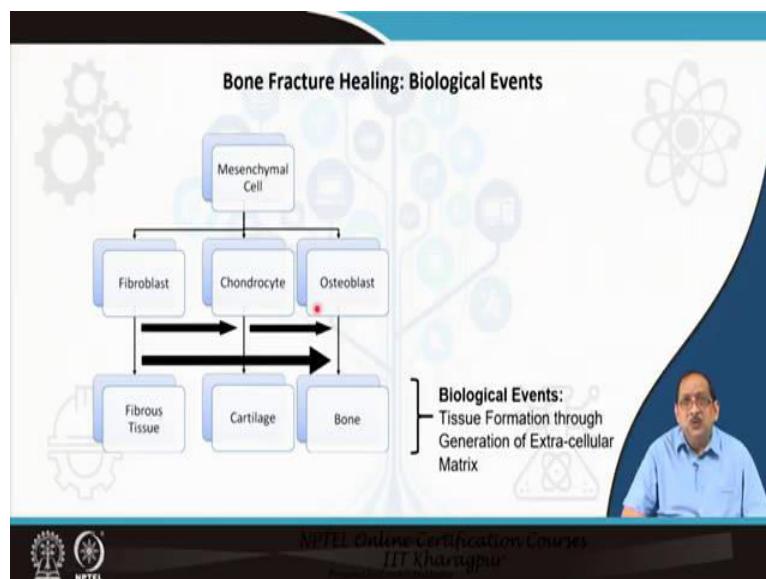 Bone Fracture Healing: Biological Events
Mesenchymal
Cell
Fibroblast
Chondrocyte
Osteoblast
Fibrous
Tissue
Cartilage
Bone
Biological Events:
Tissue Formation through
Generation of Extra-cellular
Matrix
NPTEL
NPTEL Online Certification Courses
IIT Kharagpur